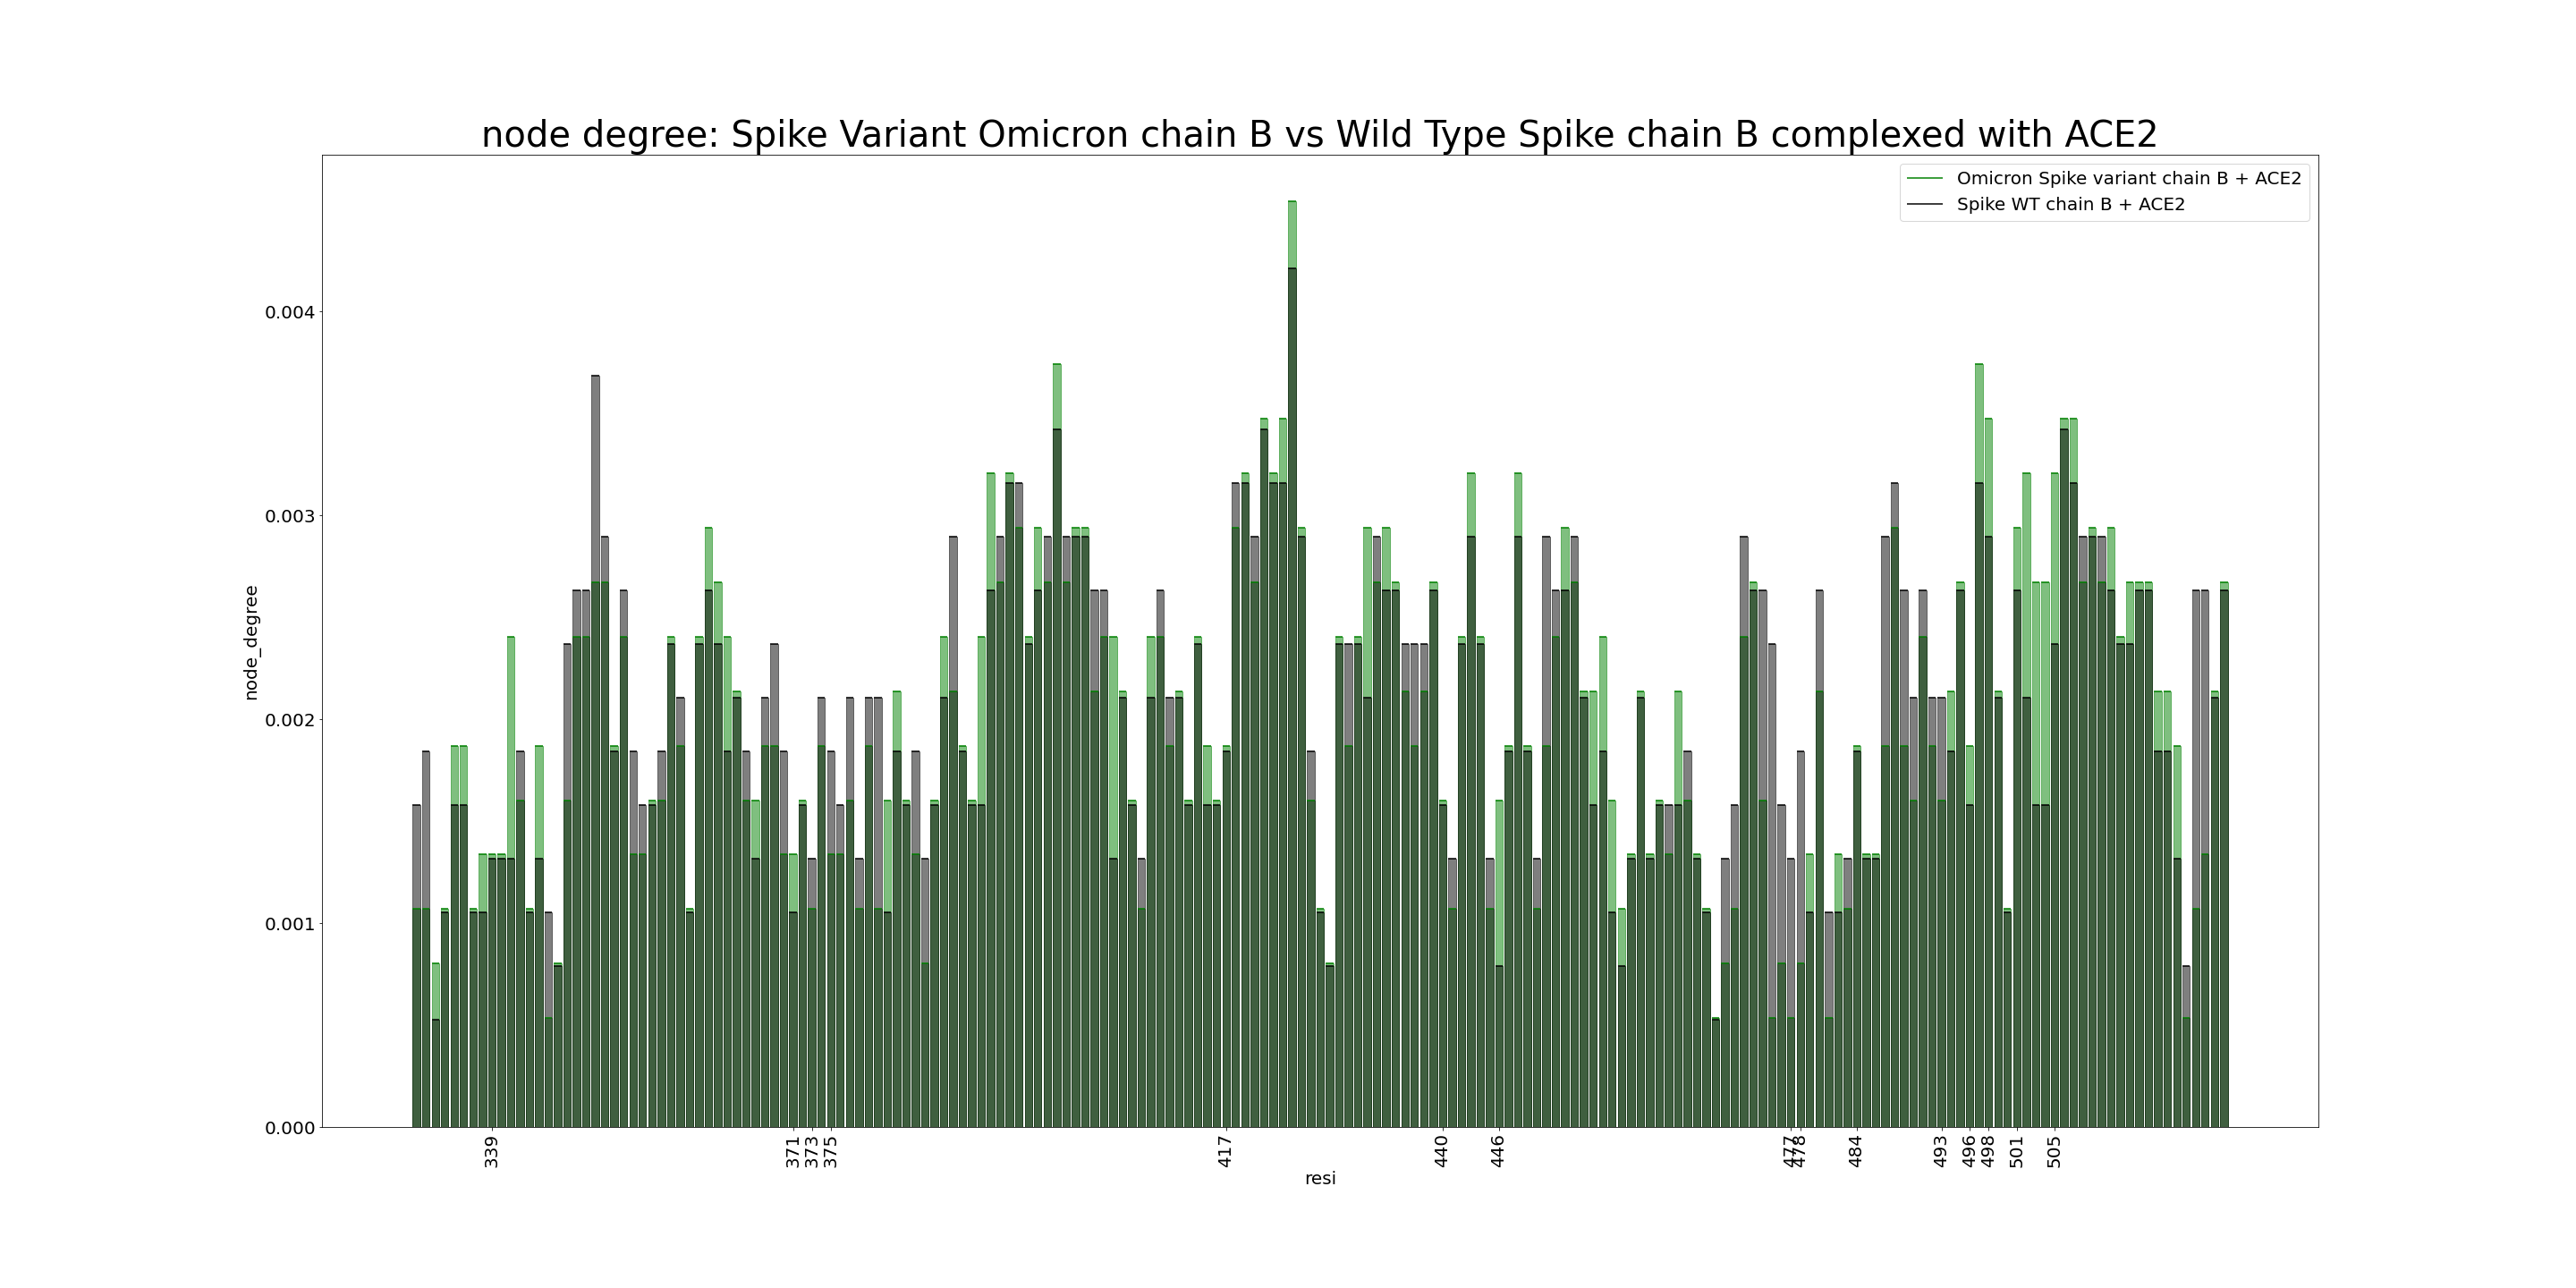 node degree: Spike Variant Omicron chain B vs Wild Type Spike chain B complexed with ACE2
Omicron Spike variant chain B + ACE2
Spike WT chain B + ACE2
node_degree
0.004
0.003
0.002
0.001
0.000
339 371 373 375 417 440 446 477 478 484 493 496 498 501 505
resi